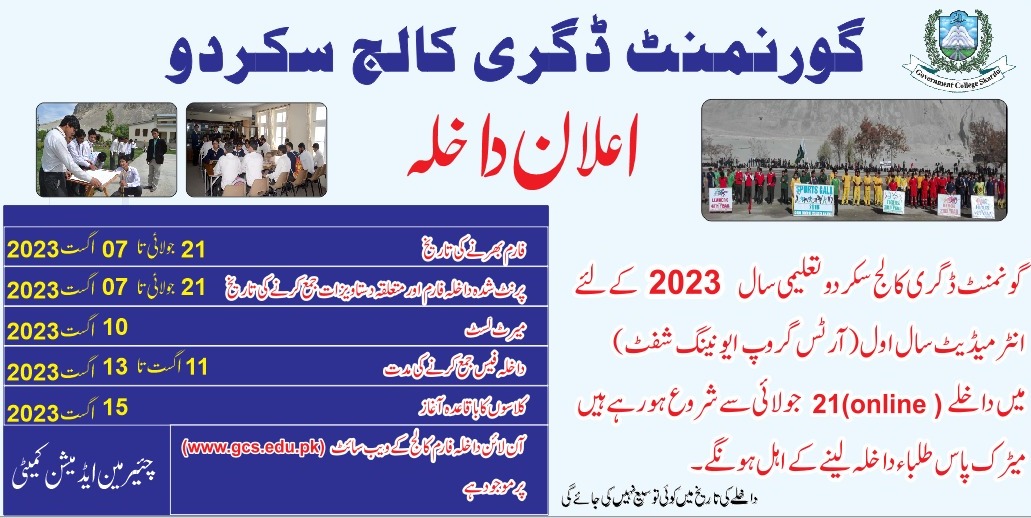 گورنمنٹ ڈگری کالج سکردو
Government College Skardu
اعلان داخلہ
SPORTS GALA
گونمنٹ ڈگری کالج سکردو تعلیمی سال 2023 کے لئے
انٹر میڈیٹ سال اول (آرٹس گروپ ایوننگ شفٹ)
میں داخلے (online) 21 جولائی سے شروع ہو رہے ہیں
میٹرک پاس طلباء داخلہ لینے کے اہل ہونگے۔
داخلے کی تاریخ میں کوئی توسیع نہیں کی جائے گی
فارم بھرنے کی تاریخ 21 جولائی تا 07 اگست 2023
پرنٹ شدہ داخلہ فارم اور متعلقہ دستاویزات جمع کرنے کی تاریخ 21 جولائی تا 07 اگست 2023
میرٹ لسٹ 10 اگست 2023
داخلہ فیس جمع کرنے کی مدت 11 اگست تا 13 اگست 2023
کلاسوں کا باقاعدہ آغاز 15 اگست 2023
آن لائن داخلہ فارم کالج کے ویب سائٹ (www.gcs.edu.pk)
پر موجود ہے
چئیرمین ایڈمیشن کمیٹی